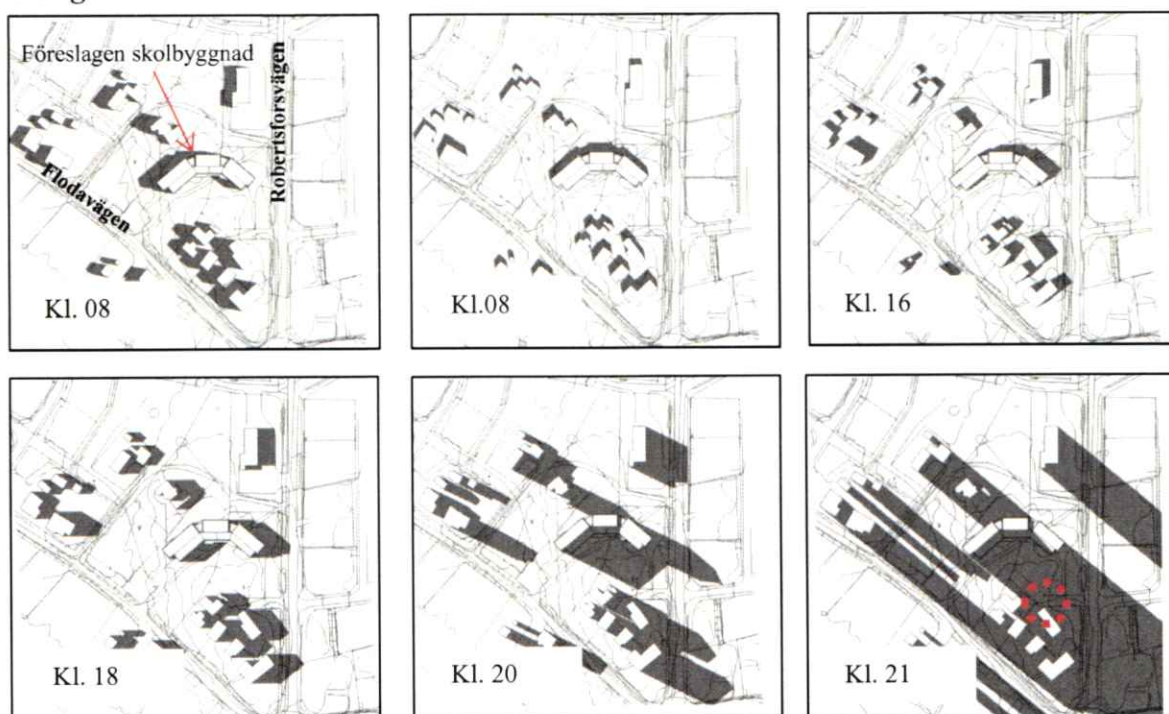 Föreslagen skolbyggnad
Robertsforsvägen
Flodavägen
Kl. 08
Kl.08
Kl. 16
Kl. 18
Kl. 20
Kl. 21